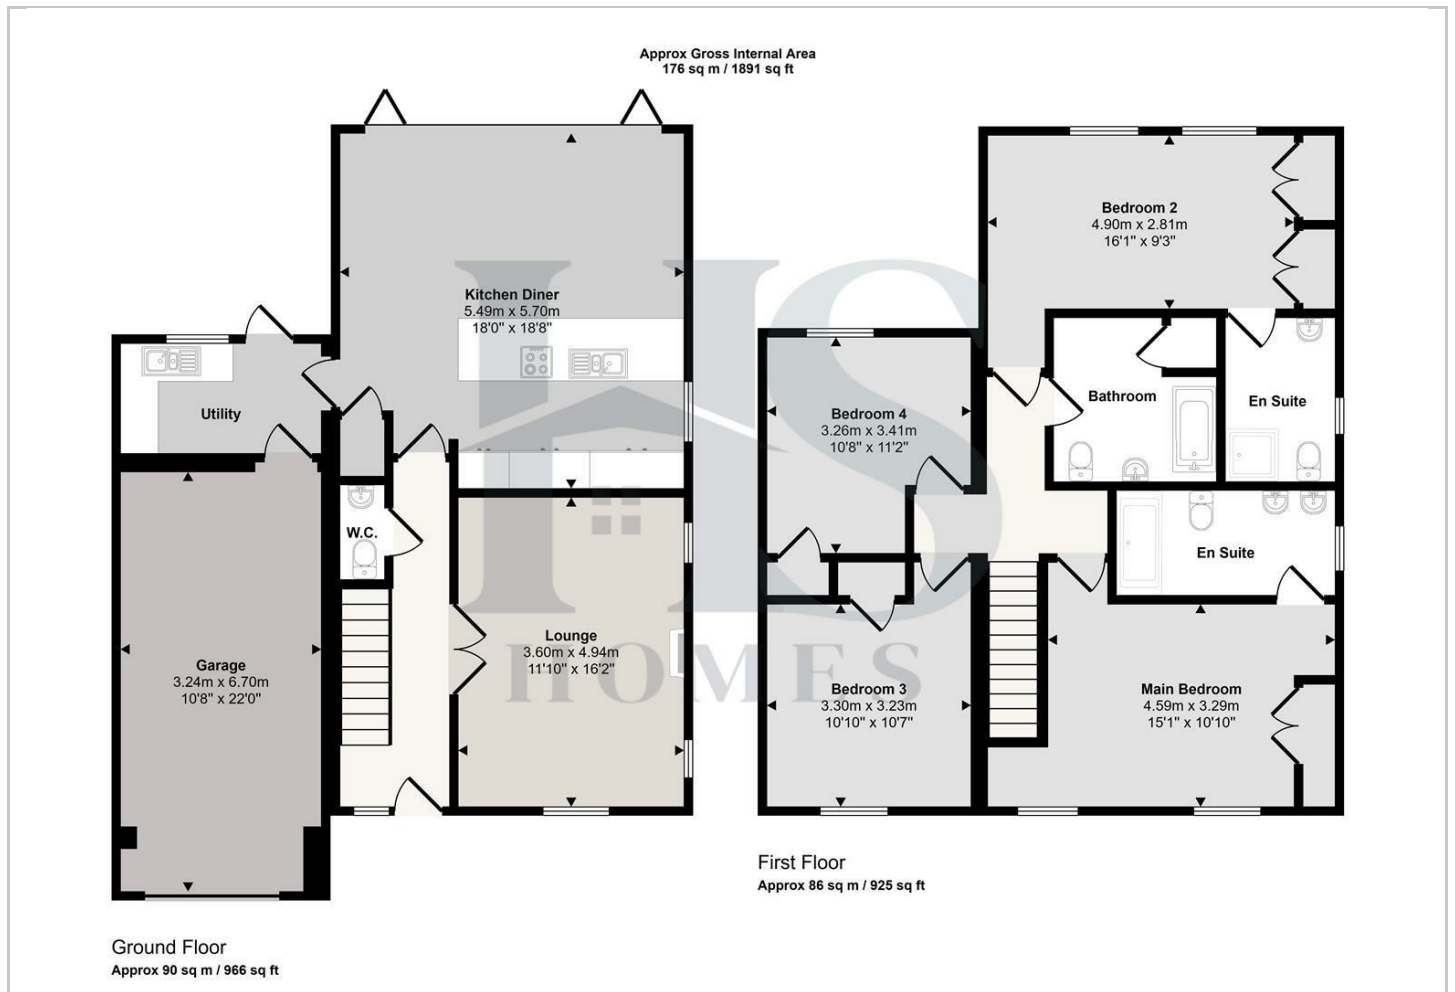 Approx Gross Internal Area
176 sq m / 1891 sq ft
Kitchen Diner
5.49m x 5.70m
18'0" x 18'8"
Utility
W.C.
Garage
3.24m x 6.70m
10'8" x 22'0"
Lounge
3.60m x 4.94m
11'10" x 16'2"
Ground Floor
Approx 90 sq m / 966 sq ft
Bedroom 2
4.90m x 2.81m
16'1" x 9'3"
Bathroom
En Suite
Bedroom 4
3.26m x 3.41m
10'8" x 11'2"
En Suite
Bedroom 3
3.30m x 3.23m
10'10" x 10'7"
Main Bedroom
4.59m x 3.29m
15'1" x 10'10"
First Floor
Approx 86 sq m / 925 sq ft
HS
HOMES